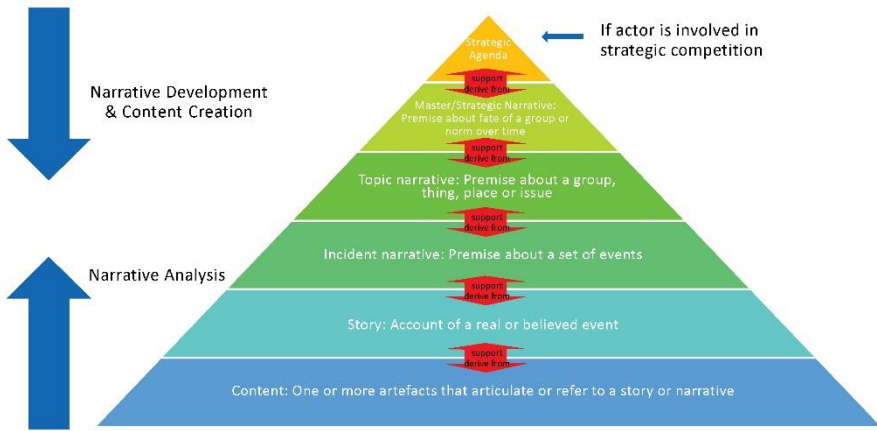 Strategic
Agenda
If actor is involved in
strategic competition
support
derive from
Narrative Development
& Content Creation
Master/Strategic Narrative:
Premise about fate of a group or
norm over time
support
derive from
Topic narrative: Premise about a group,
thing, place or issue
support
derive from
Incident narrative: Premise about a set of events
Narrative Analysis
support
derive from
Story: Account of a real or believed event
support
derive from
Content: One or more artefacts that articulate or refer to a story or narrative